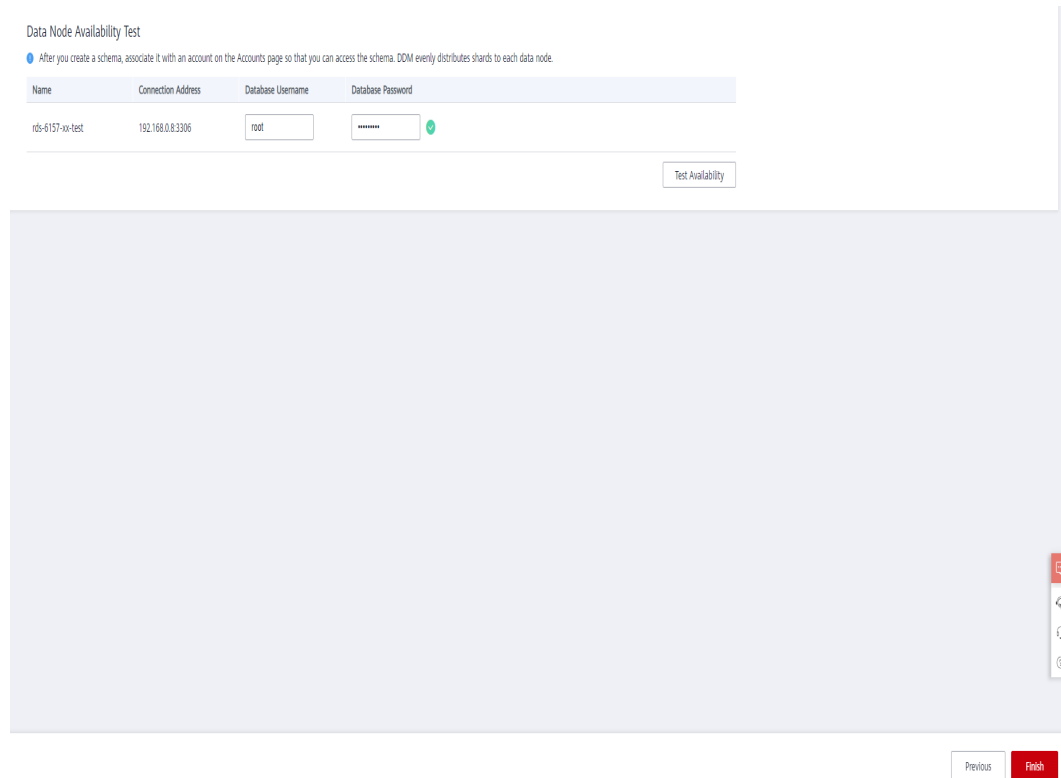 Data Node Availability Test
After you create a schema, associate it with an account on the Accounts page so that you can access the schema. DDM evenly distributes shards to each data node.
Name Connection Address Database Username Database Password
rds-6157-xx-test 192.168.0.8:3306 root •••••••••
Test Availability
Previous Finish